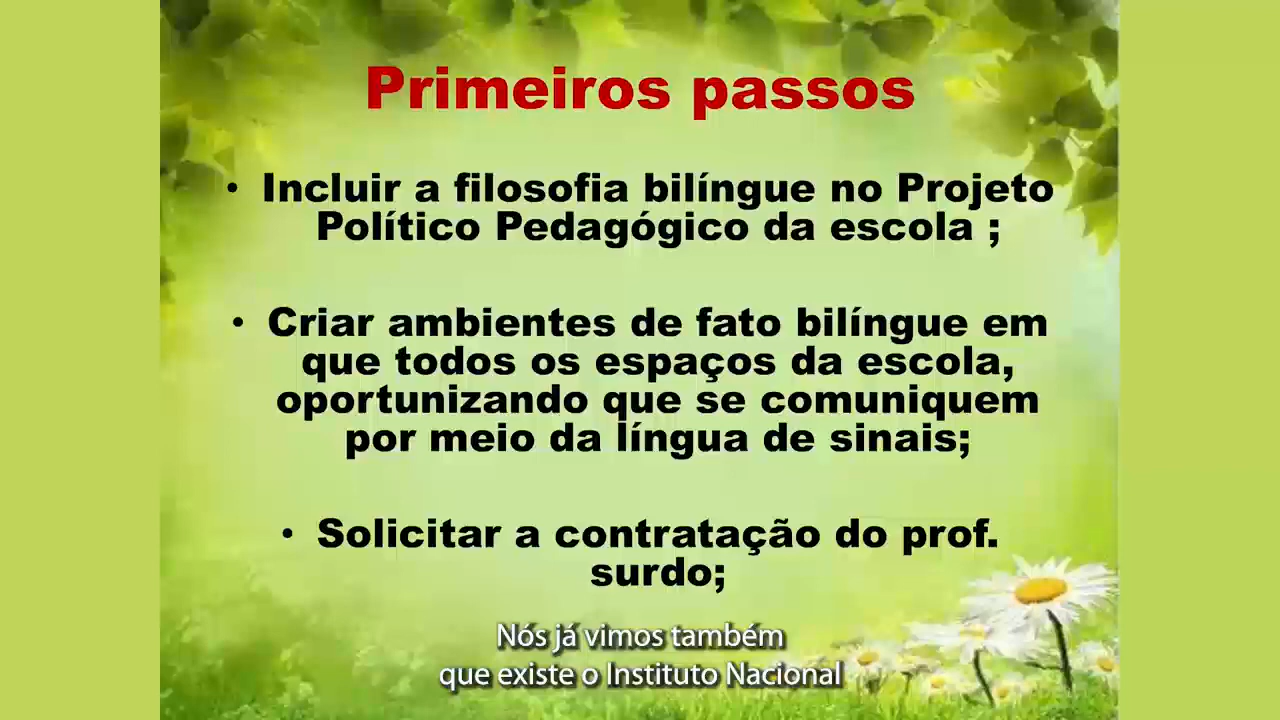 Primeiros passos
• Incluir a filosofia bilíngue no Projeto
Político Pedagógico da escola ;
• Criar ambientes de fato bilíngue em
que todos os espaços da escola,
oportunizando que se comuniquem
por meio da língua de sinais;
• Solicitar a contratação do prof.
surdo;
Nós já vimos também
que existe o Instituto Nacional